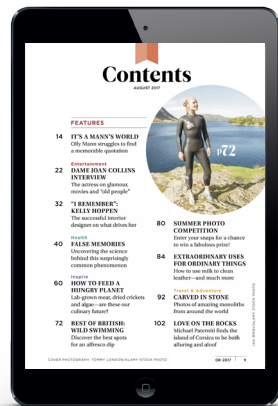 Contents
AUGUST 2017
FEATURES
14 IT'S A MANN'S WORLD
Olly Mann struggles to find
a memorable quotation
Entertainment
22 DAME JOAN COLLINS
INTERVIEW
The actress on glamour,
movies and "old people"
32 "I REMEMBER":
KELLY HOPPEN
The successful interior
designer on what drives her
Health
40 FALSE MEMORIES
Uncovering the science
behind this surprisingly
common phenomenon
Inspire
60 HOW TO FEED A
HUNGRY PLANET
Lab-grown meat, dried crickets
and algae—are these our
culinary future?
72 BEST OF BRITISH:
WILD SWIMMING
Discover the best spots
for an alfresco dip
p72
80 SUMMER PHOTO
COMPETITION
Enter your snaps for a chance
to win a fabulous prize!
84 EXTRAORDINARY USES
FOR ORDINARY THINGS
How to use milk to clean
leather—and much more
Travel & Adventure
92 CARVED IN STONE
Photos of amazing monoliths
from around the world
102 LOVE ON THE ROCKS
Michael Paterniti finds the
island of Corsica to be both
alluring and aloof
COVER PHOTOGRAPH: TOMMY LONDON/ALAMY STOCK PHOTO
08•2017 | 1